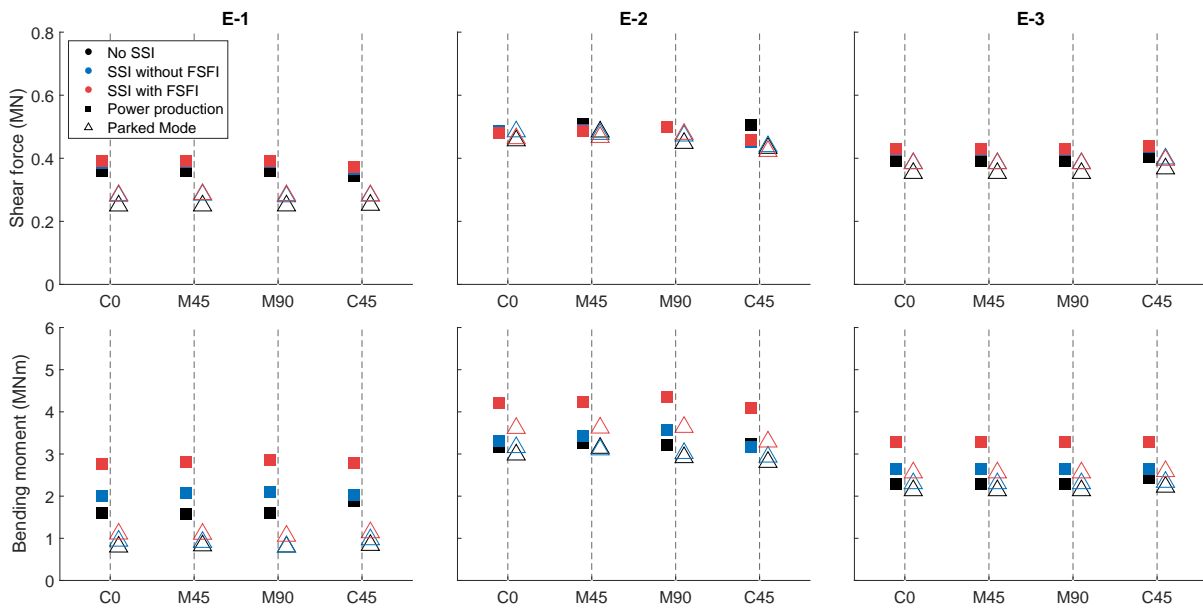 E-1
E-2
E-3
Shear force (MN)
0.8
0.6
0.4
0.2
0
No SSI
SSI without FSFI
SSI with FSFI
Power production
Parked Mode
C0 M45 M90 C45
C0 M45 M90 C45
C0 M45 M90 C45
Bending moment (MNm)
6
5
4
3
2
1
0
C0 M45 M90 C45
C0 M45 M90 C45
C0 M45 M90 C45